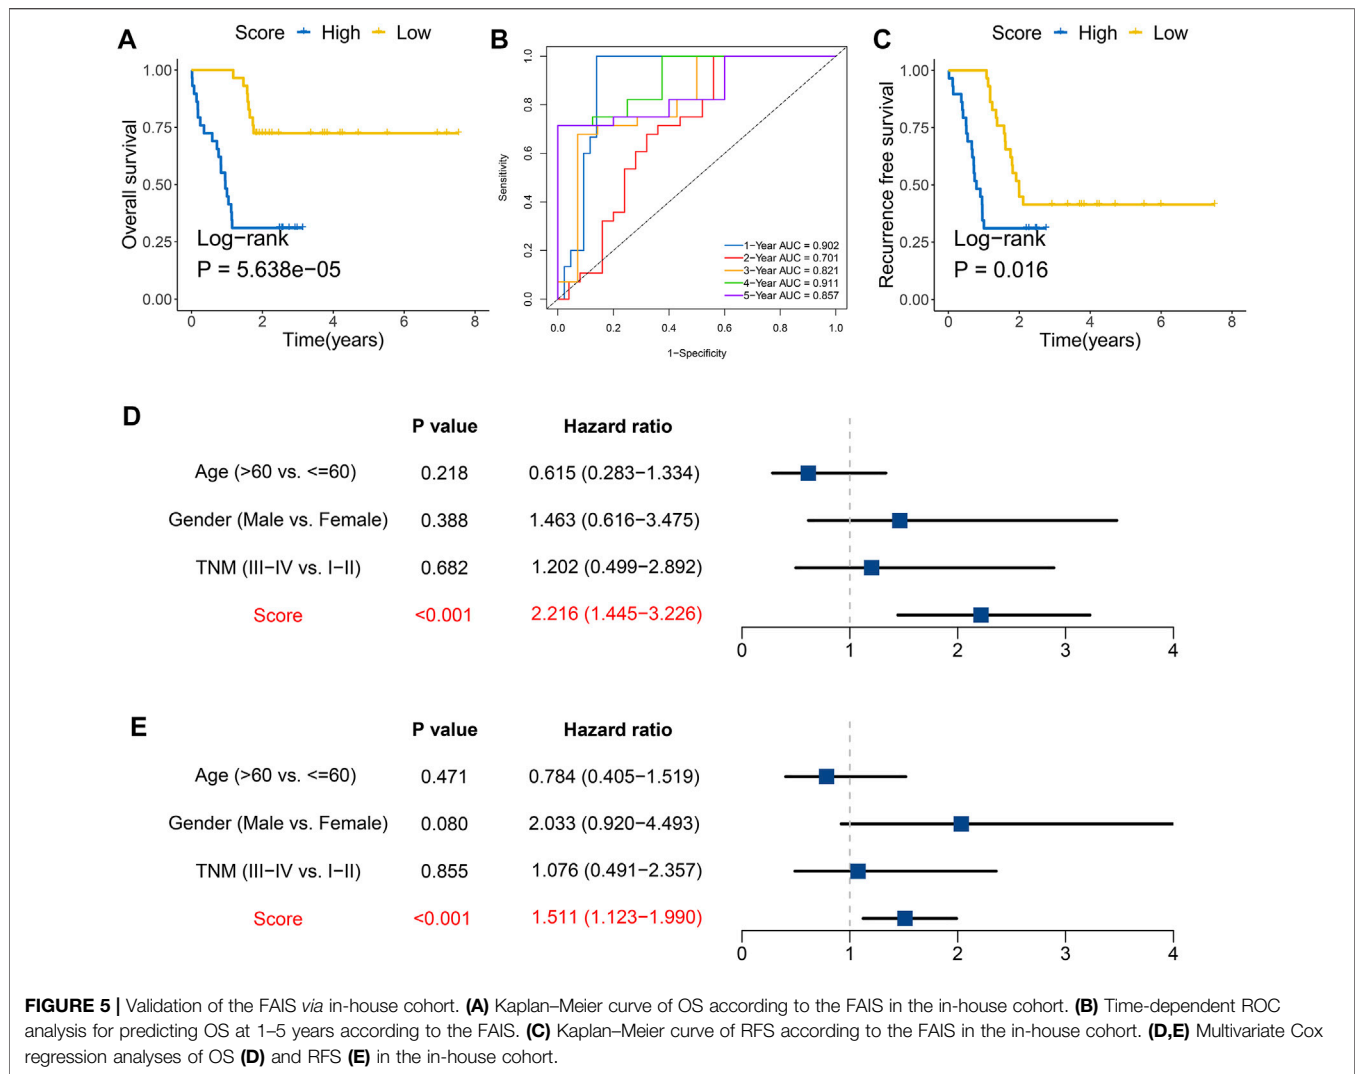 A
Score High Low
Overall survival
1.00
0.75
0.50
0.25
0.00
Log-rank
P = 5.638e-05
0 2 4 6 8
Time(years)
B
Sensitivity
1.0
0.8
0.6
0.4
0.2
0.0
1-Year AUC = 0.902
2-Year AUC = 0.701
3-Year AUC = 0.821
4-Year AUC = 0.911
5-Year AUC = 0.857
0.0 0.2 0.4 0.6 0.8 1.0
1-Specificity
C
Score High Low
Recurrence free survival
1.00
0.75
0.50
0.25
0.00
Log-rank
P = 0.016
0 2 4 6 8
Time(years)
D
P value Hazard ratio
Age (>60 vs. <=60) 0.218 0.615 (0.283-1.334)
Gender (Male vs. Female) 0.388 1.463 (0.616-3.475)
TNM (III-IV vs. I-II) 0.682 1.202 (0.499-2.892)
Score <0.001 2.216 (1.445-3.226)
0 1 2 3 4
E
P value Hazard ratio
Age (>60 vs. <=60) 0.471 0.784 (0.405-1.519)
Gender (Male vs. Female) 0.080 2.033 (0.920-4.493)
TNM (III-IV vs. I-II) 0.855 1.076 (0.491-2.357)
Score <0.001 1.511 (1.123-1.990)
0 1 2 3 4
FIGURE 5 | Validation of the FAIS via in-house cohort. (A) Kaplan–Meier curve of OS according to the FAIS in the in-house cohort. (B) Time-dependent ROC
analysis for predicting OS at 1–5 years according to the FAIS. (C) Kaplan–Meier curve of RFS according to the FAIS in the in-house cohort. (D,E) Multivariate Cox
regression analyses of OS (D) and RFS (E) in the in-house cohort.